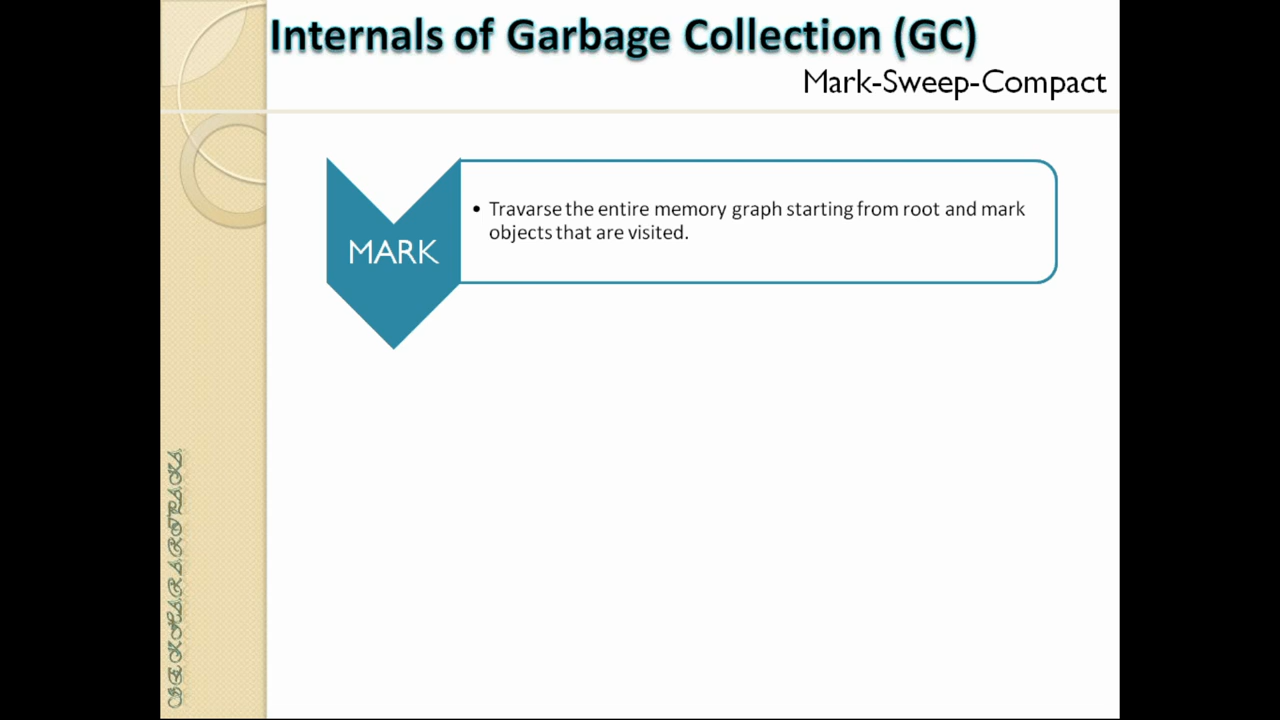 Internals of Garbage Collection (GC)
Mark-Sweep-Compact
MARK
• Travarse the entire memory graph starting from root and mark
objects that are visited.